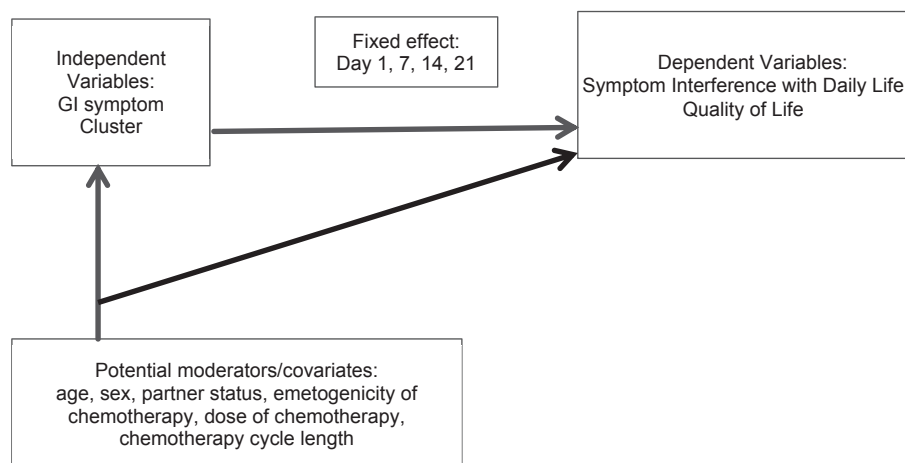 Independent
Variables:
GI symptom
Cluster
Fixed effect:
Day 1, 7, 14, 21
Dependent Variables:
Symptom Interference with Daily Life
Quality of Life
Potential moderators/covariates:
age, sex, partner status, emetogenicity of
chemotherapy, dose of chemotherapy,
chemotherapy cycle length